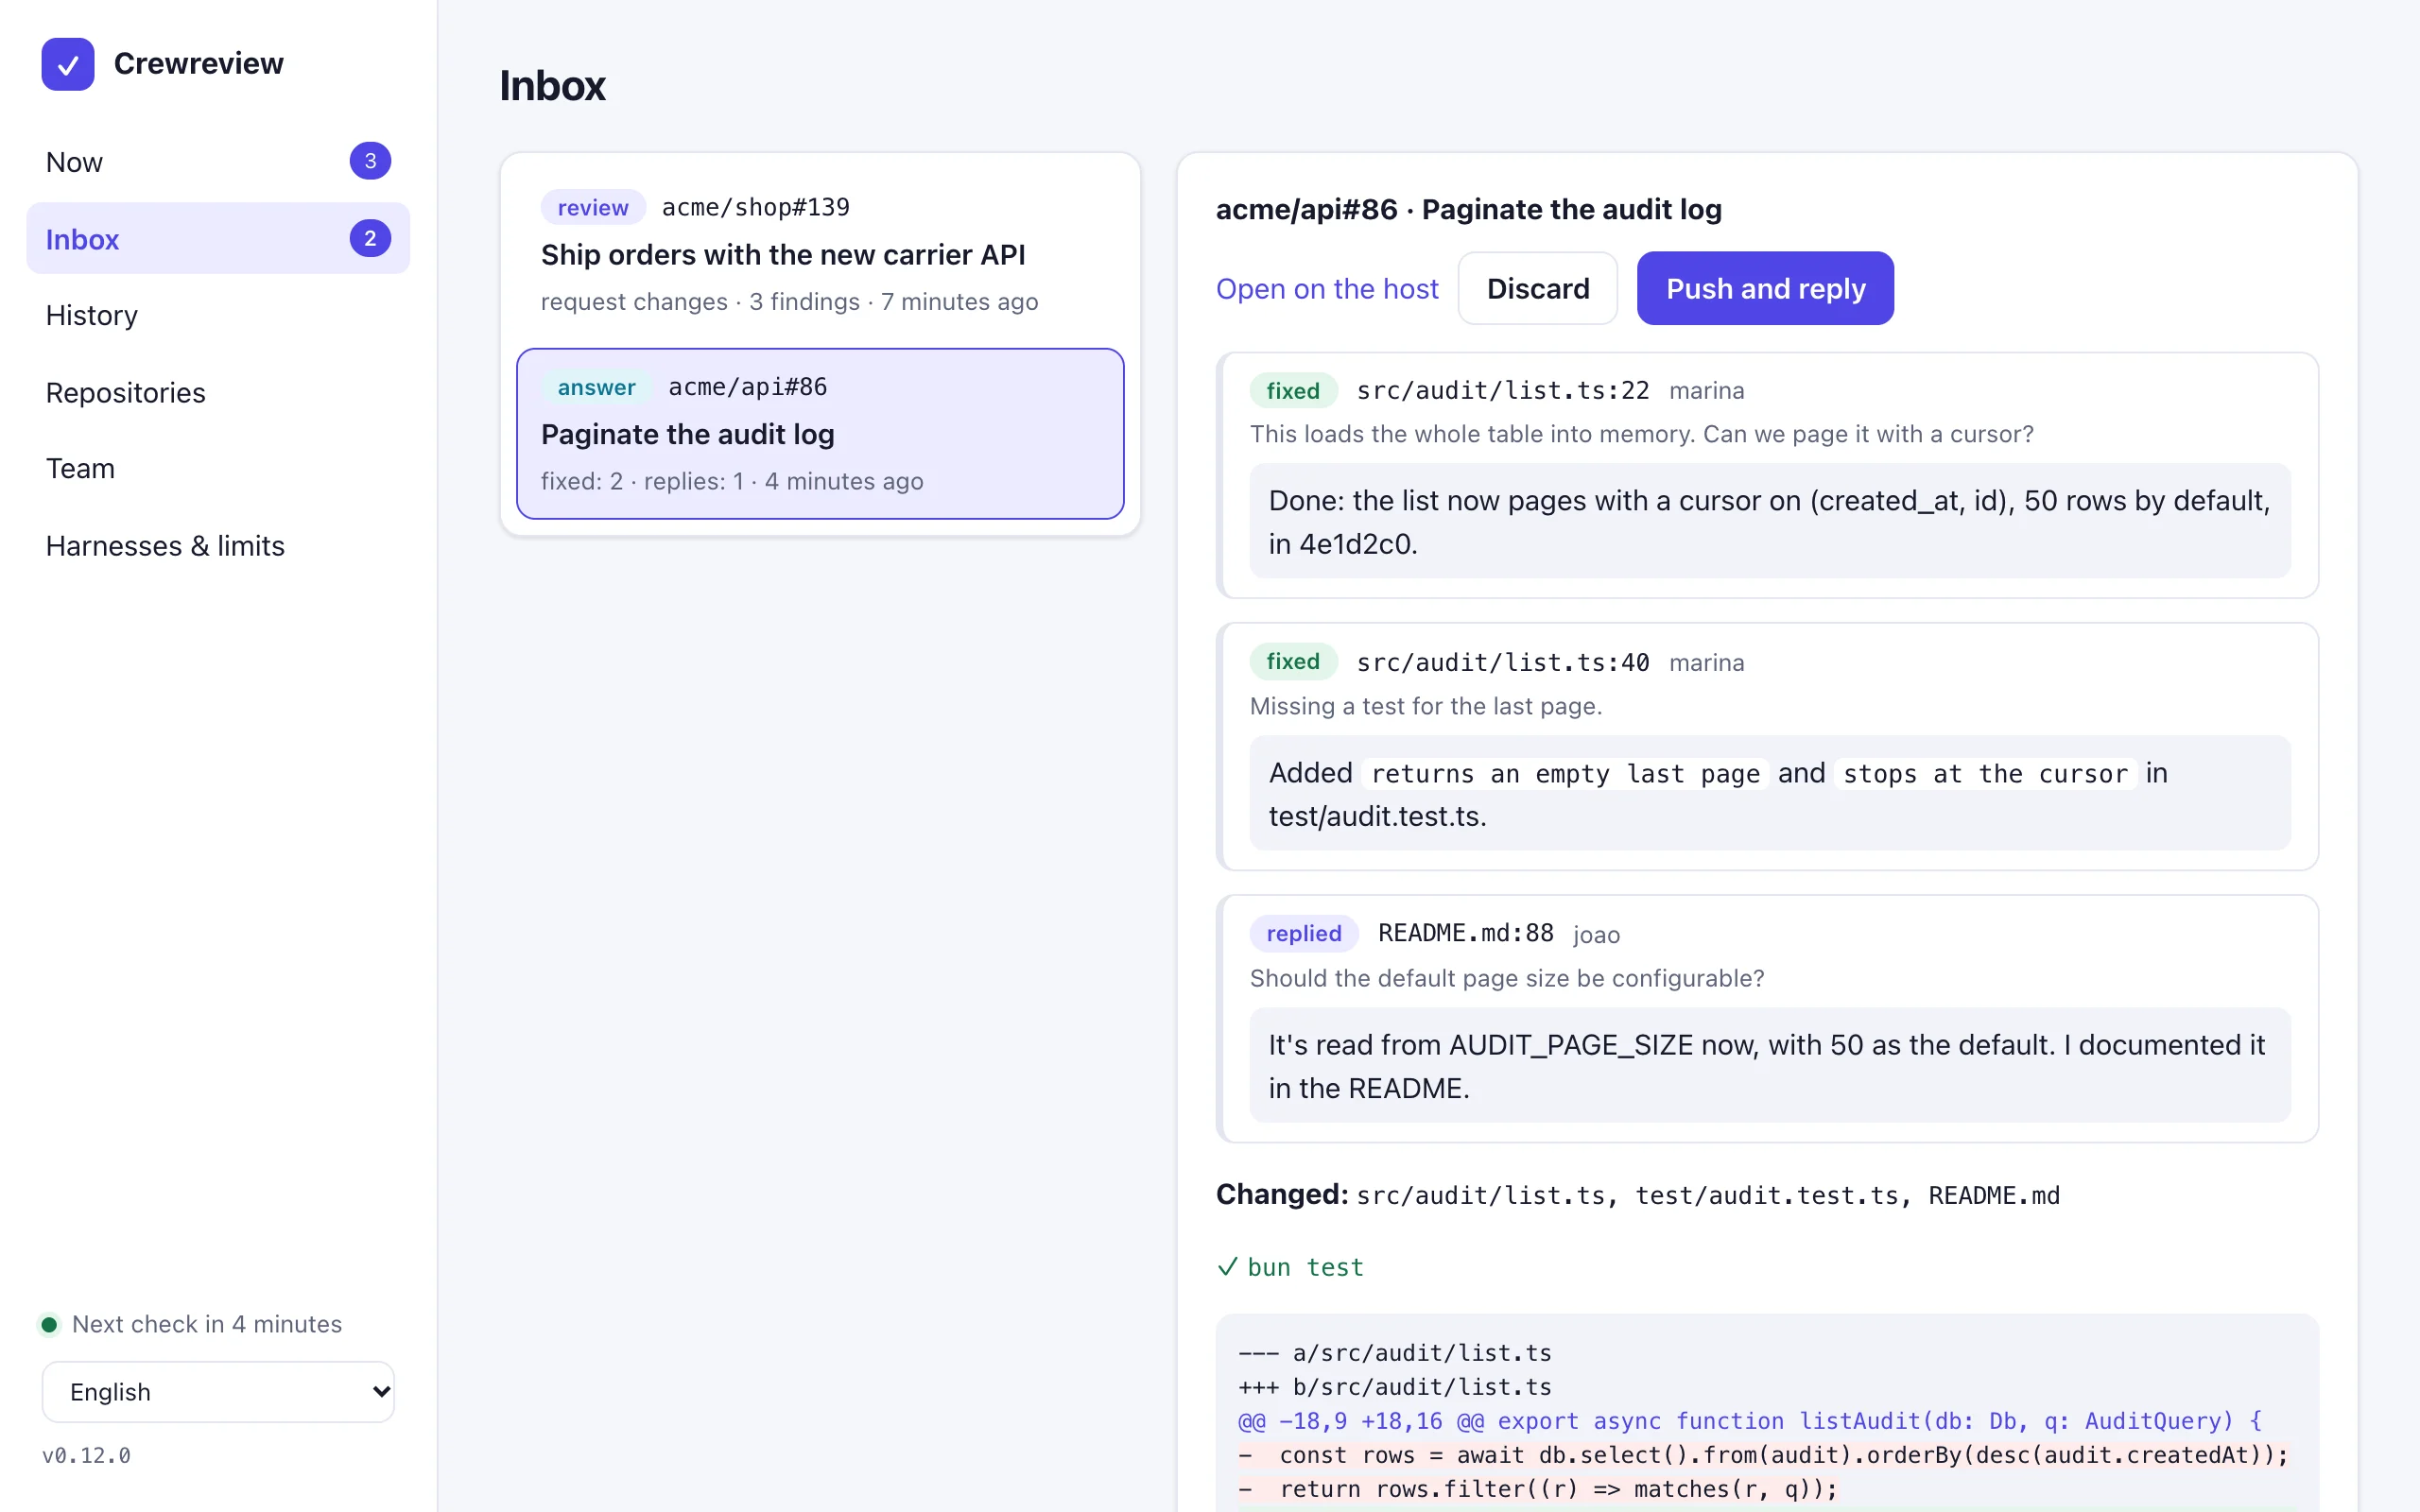 Crewreview
Now 3
Inbox 2
History
Repositories
Team
Harnesses & limits
Next check in 4 minutes
English
v0.12.0
Inbox
review acme/shop#139
Ship orders with the new carrier API
request changes · 3 findings · 7 minutes ago
answer acme/api#86
Paginate the audit log
fixed: 2 · replies: 1 · 4 minutes ago
acme/api#86 · Paginate the audit log
Open on the host Discard Push and reply
fixed src/audit/list.ts:22 marina
This loads the whole table into memory. Can we page it with a cursor?
Done: the list now pages with a cursor on (created_at, id), 50 rows by default,
in 4e1d2c0.
fixed src/audit/list.ts:40 marina
Missing a test for the last page.
Added returns an empty last page and stops at the cursor in
test/audit.test.ts.
replied README.md:88 joao
Should the default page size be configurable?
It's read from AUDIT_PAGE_SIZE now, with 50 as the default. I documented it
in the README.
Changed: src/audit/list.ts, test/audit.test.ts, README.md
✓ bun test
--- a/src/audit/list.ts
+++ b/src/audit/list.ts
@@ -18,9 +18,16 @@ export async function listAudit(db: Db, q: AuditQuery) {
-  const rows = await db.select().from(audit).orderBy(desc(audit.createdAt));
-  return rows.filter((r) => matches(r, q));